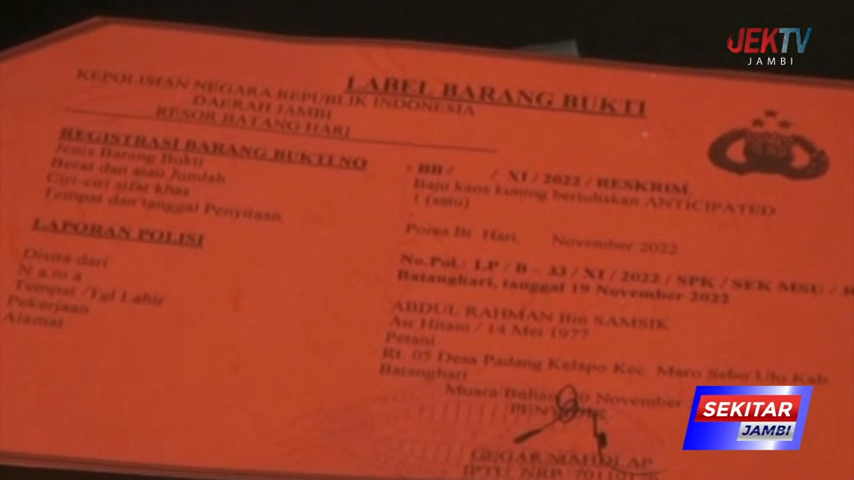 JEKTV
JAMBI
LABEL BARANG BUKTI
KEPOLISIAN NEGARA REPUBLIK INDONESIA
DAERAH JAMBI
RESOR BATANG HARI
REGISTRASI BARANG BUKTI NO : BB/ / XI / 2022 / RESKRIM,
Jenis Barang Bukti Baju kaos kuning bertuliskan ANTICIPATED
Berat dan atau Jumlah 1 (satu)
Ciri-ciri sifat khas
Tempat dan tanggal Penyitaan Polres Bt. Hari, November 2022
LAPORAN POLISI No.Pol.: LP / B – 33 / XI / 2022 / SPK / SEK MSU /
Batanghari, tanggal 19 November 2022
Disita dari
N a m a ABDUL RAHMAN Bin SAMSIK
Tempat /Tgl Lahir Air Hitam / 14 Mei 1977
Pekerjaan Petani
Alamat Rt. 05 Desa Padang Kelapo Kec. Maro Sebo Ulu Kab.
Batanghari
Muara Bulian, November
SEKITAR
JAMBI